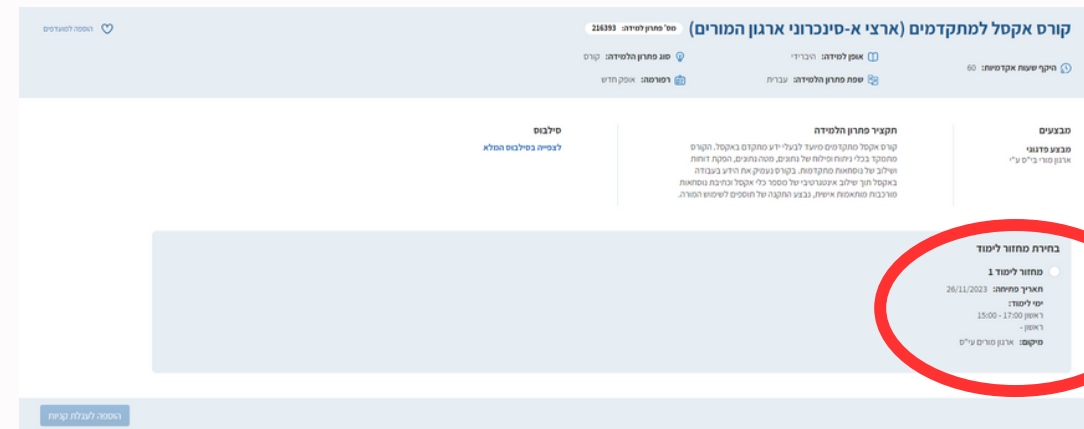 קורס אקסל למתקדמים (ארצי א-סינכרוני ארגון המורים) מס' פתרון למידה: 216393
הוספה למועדפים
היקף שעות אקדמיות: 60
אופן למידה: היברידי
סוג פתרון הלמידה: קורס
שפת פתרון הלמידה: עברית
רפורמה: אופק חדש
מבצעים
מבצע פדגוגי
ארגון מורי בי"ס ע"י
תקציר פתרון הלמידה
קורס אקסל מתקדמים מיועד לבעלי ידע מתקדם באקסל. הקורס
מתמקד בכלי ניתוח ופילוח של נתונים, מסה נתונים, הפקת דוחות
ושילוב של נוסחאות מתקדמות. בקורס נעמיק את הידע בעבודה
באקסל תוך שילוב אינטגרטיבי של מספר כלי אקסל וכתיבת נוסחאות
מורכבות מותאמות אישית, נבצע התקנה של תוספים לשימוש המורה.
סילבוס
לצפייה בסילבוס המלא
בחירת מחזור לימוד
מחזור לימוד 1
תאריך פתיחה: 26/11/2023
ימי לימוד:
ראשון 17:00 - 15:00
ראשון -
מיקום: ארגון מורים עי"ס
הוספה לעגלת קניות